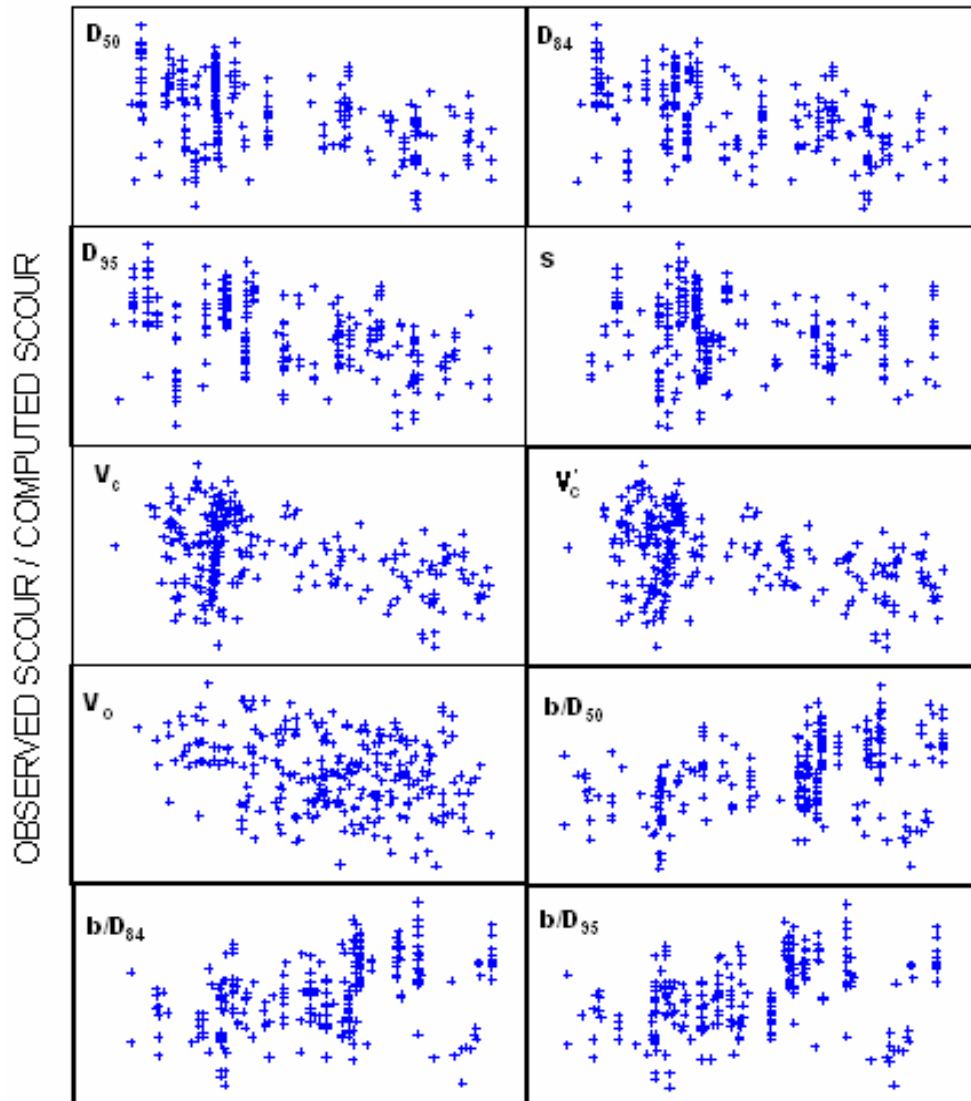 OBSERVED SCOUR / COMPUTED SCOUR
D50
D84
D95
S
Vc
V'c
Vo
b/D50
b/D84
b/D95